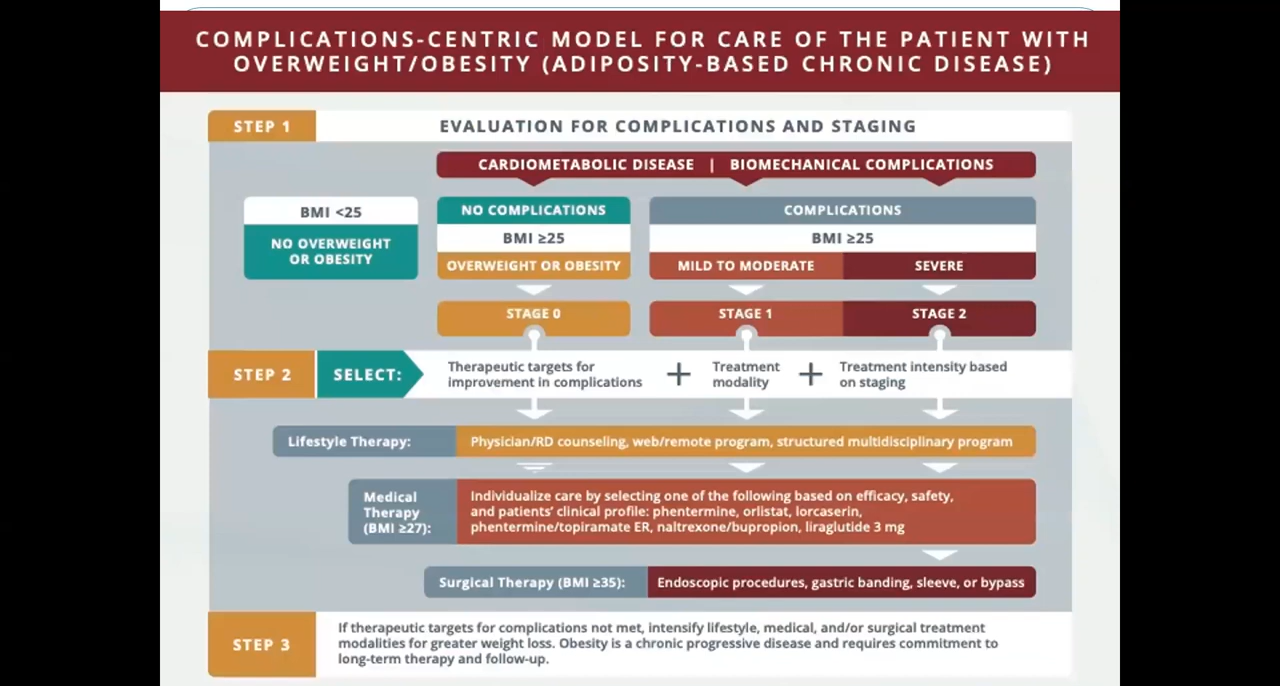 COMPLICATIONS-CENTRIC MODEL FOR CARE OF THE PATIENT WITH
OVERWEIGHT/OBESITY (ADIPOSITY-BASED CHRONIC DISEASE)
STEP 1
EVALUATION FOR COMPLICATIONS AND STAGING
CARDIOMETABOLIC DISEASE | BIOMECHANICAL COMPLICATIONS
BMI <25
NO OVERWEIGHT
OR OBESITY
NO COMPLICATIONS
BMI ≥25
OVERWEIGHT OR OBESITY
STAGE 0
COMPLICATIONS
BMI ≥25
MILD TO MODERATE
SEVERE
STAGE 1
STAGE 2
STEP 2
SELECT:
Therapeutic targets for
improvement in complications
+
Treatment
modality
+
Treatment intensity based
on staging
Lifestyle Therapy:
Physician/RD counseling, web/remote program, structured multidisciplinary program
Medical
Therapy
(BMI ≥27):
Individualize care by selecting one of the following based on efficacy, safety,
and patients' clinical profile: phentermine, orlistat, lorcaserin,
phentermine/topiramate ER, naltrexone/bupropion, liraglutide 3 mg
Surgical Therapy (BMI ≥35):
Endoscopic procedures, gastric banding, sleeve, or bypass
STEP 3
If therapeutic targets for complications not met, intensify lifestyle, medical, and/or surgical treatment
modalities for greater weight loss. Obesity is a chronic progressive disease and requires commitment to
long-term therapy and follow-up.